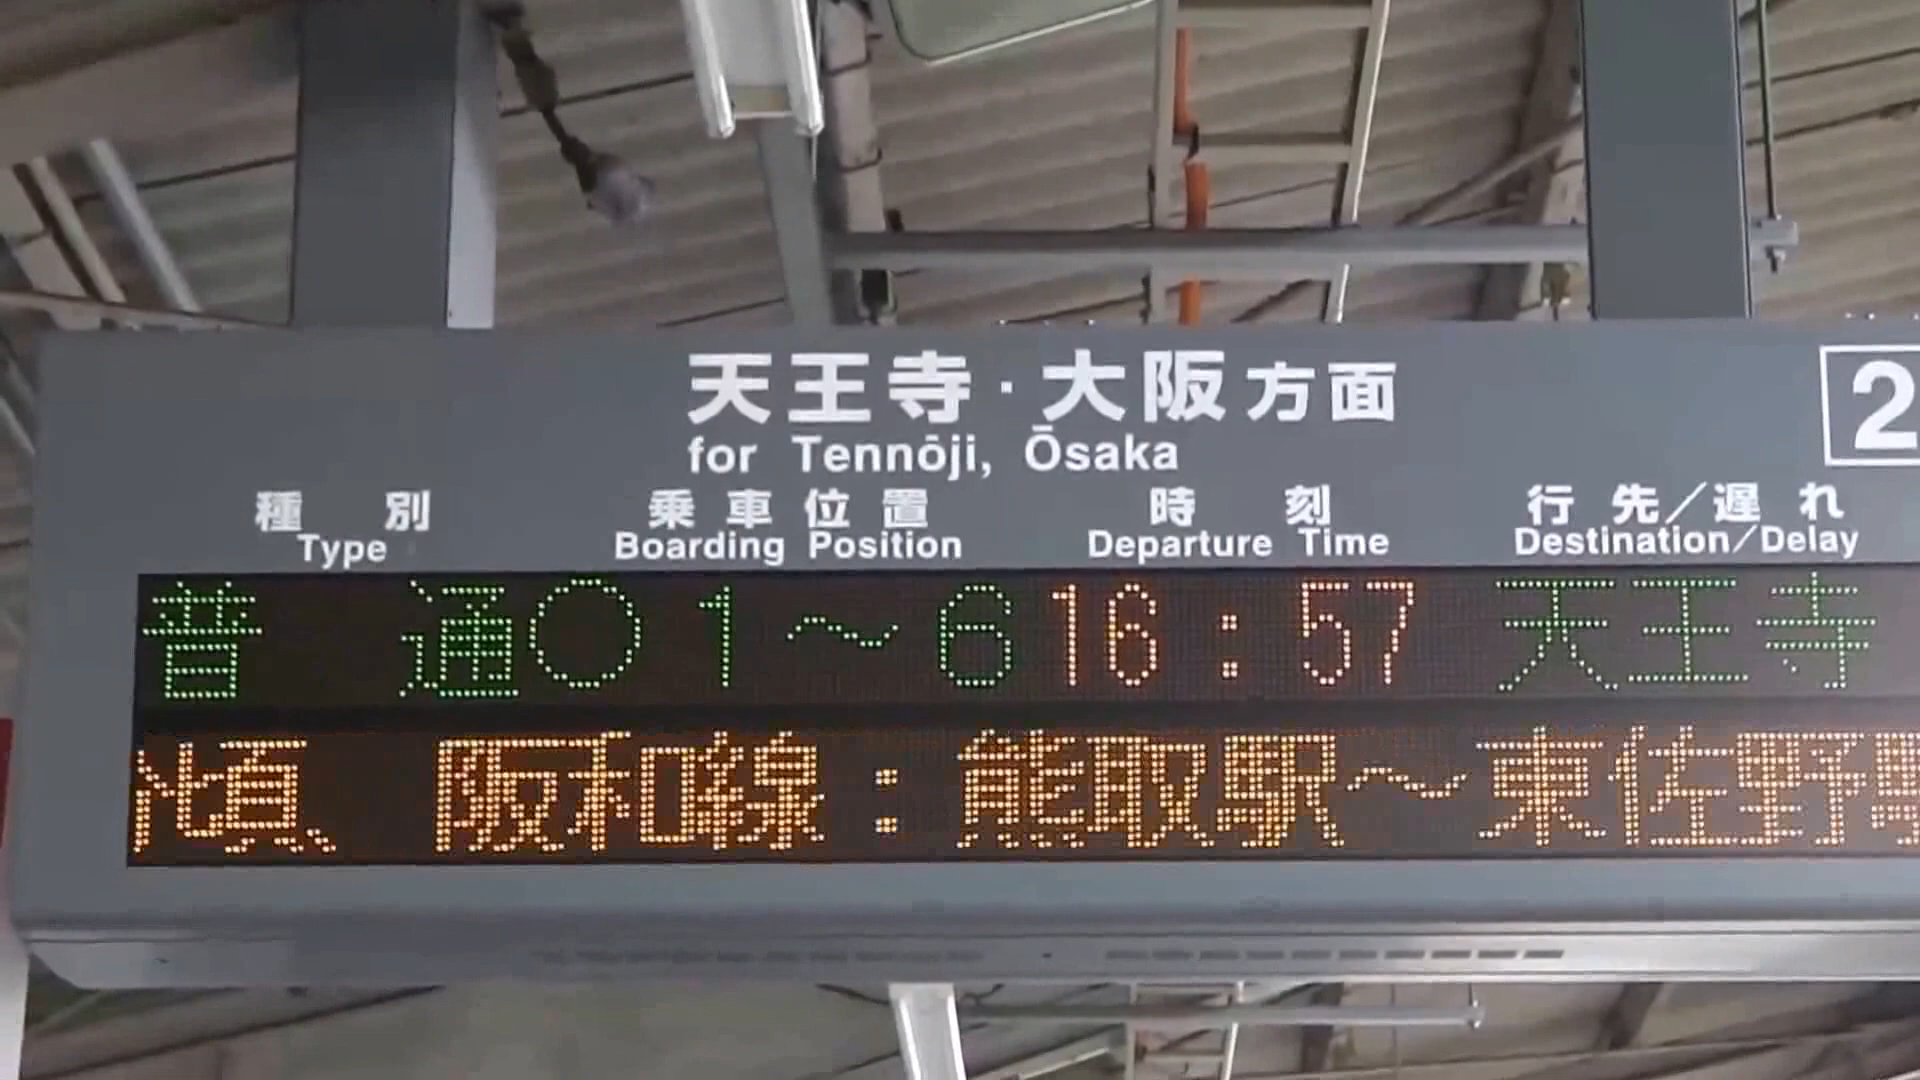 天王寺・大阪方面
2
for Tennōji, Ōsaka
種別 乗車位置 時刻 行先／遅れ
Type Boarding Position Departure Time Destination/Delay
普 通 ○ 1～6 16:57 天王寺
頃、 阪和線：熊取駅～東佐野